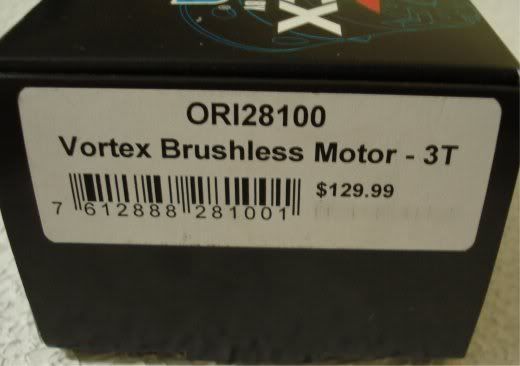 ORI28100
Vortex Brushless Motor - 3T
$129.99
7 612888 281001